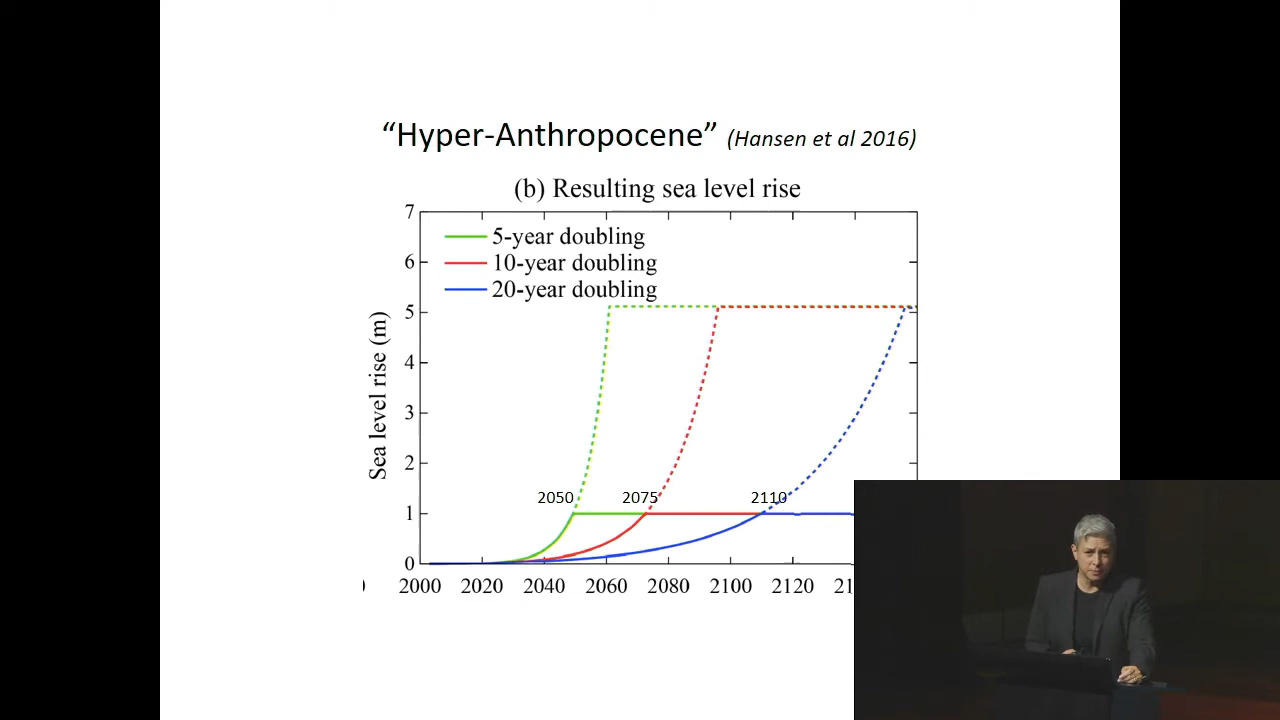 “Hyper-Anthropocene” (Hansen et al 2016)
(b) Resulting sea level rise
5-year doubling
10-year doubling
20-year doubling
Sea level rise (m)
7
6
5
4
3
2
1
0
2050 2075 2110
) 2000 2020 2040 2060 2080 2100 2120 21